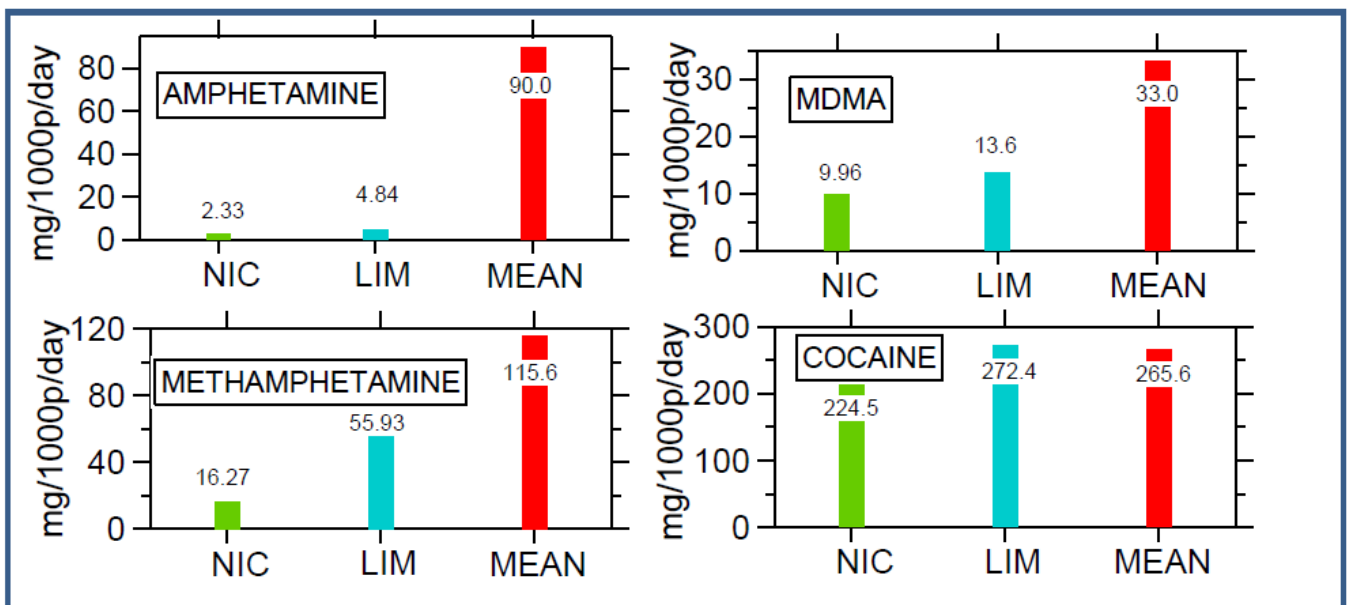 mg/1000p/day
80
60
40
20
0
AMPHETAMINE
2.33
4.84
90.0
NIC LIM MEAN
mg/1000p/day
30
20
10
0
MDMA
9.96
13.6
33.0
NIC LIM MEAN
mg/1000p/day
120
80
40
0
METHAMPHETAMINE
16.27
55.93
115.6
NIC LIM MEAN
mg/1000p/day
300
200
100
0
COCAINE
224.5
272.4
265.6
NIC LIM MEAN